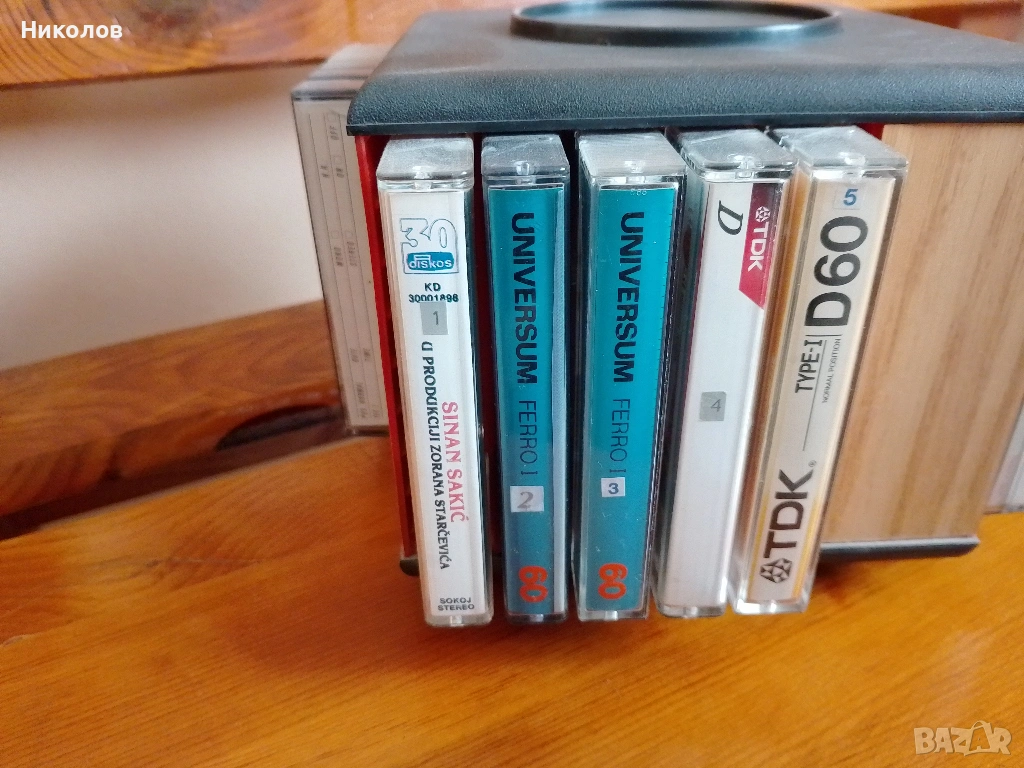 Николов
30
diskos
KD
30001898
1
SINAN SAKIĆ
U PRODUKCIJI ZORANA STARČEVIĆA
SOKOJ
STEREO
UNIVERSUM FERRO I
2
60
UNIVERSUM FERRO I
3
60
TDK
D
4
5
TDK® TYPE-I D60
NORMAL POSITION
BAZAR